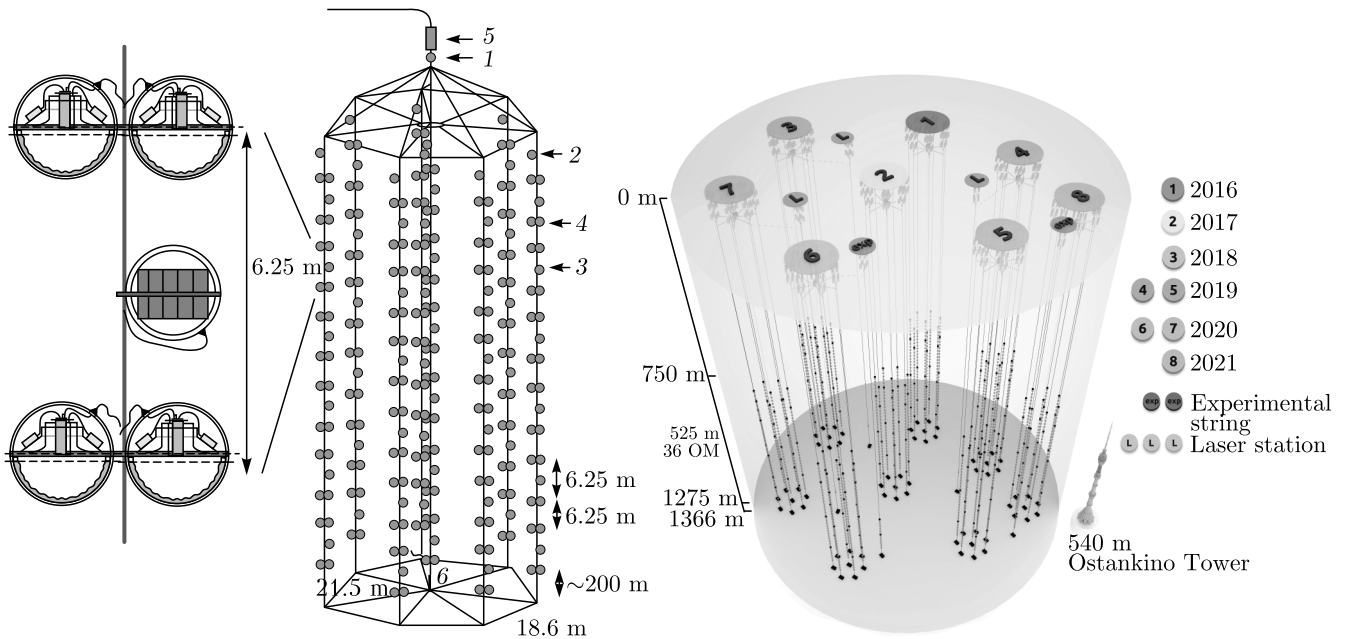 6.25 m
5
1
2
4
3
6.25 m
6.25 m
~200 m
21.5 m
6
18.6 m
0 m
750 m
525 m
36 OM
1275 m
1366 m
3
L
1
4
7
L
2
L
8
6
exp
5
exp
1 2016
2 2017
3 2018
4 5 2019
6 7 2020
8 2021
exp exp Experimental
string
L L L Laser station
540 m
Ostankino Tower